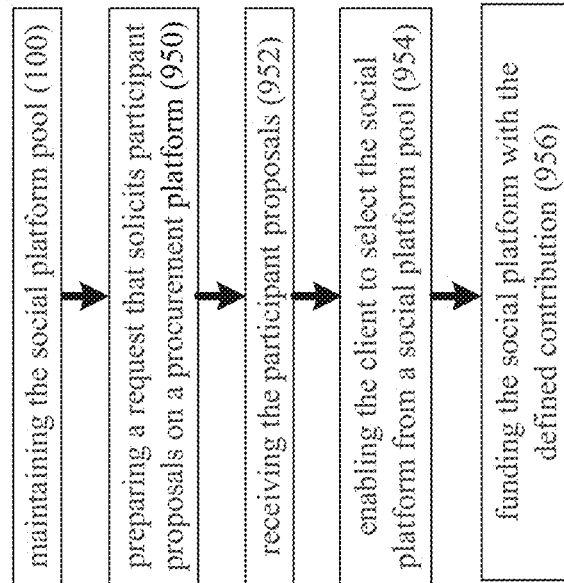 maintaining the social platform pool (100)
preparing a request that solicits participant
proposals on a procurement platform (950)
receiving the participant proposals (952)
enabling the client to select the social
platform from a social platform pool (954)
funding the social platform with the
defined contribution (956)